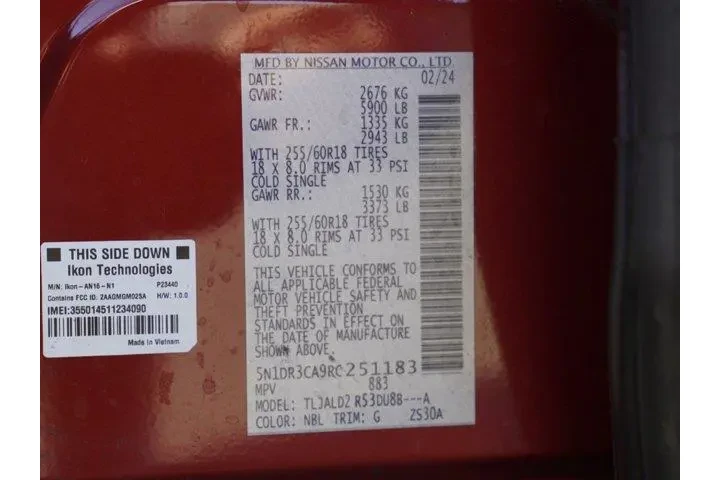 MFD BY NISSAN MOTOR CO., LTD
DATE: 02/24
GVWR: 2676 KG
5900 LB
GAWR FR.: 1335 KG
2943 LB
WITH 255/60R18 TIRES
18 X 8.0 RIMS AT 33 PSI
COLD SINGLE
GAWR RR.: 1530 KG
3373 LB
WITH 255/60R18 TIRES
18 X 8.0 RIMS AT 33 PSI
COLD SINGLE
THIS VEHICLE CONFORMS TO
ALL APPLICABLE FEDERAL
MOTOR VEHICLE SAFETY AND
THEFT PREVENTION
STANDARDS IN EFFECT ON
THE DATE OF MANUFACTURE
SHOWN ABOVE.
5N1DR3CA9RC251183
MPV 883
MODEL: TLJALD2 R53DU8B---A
COLOR: NBL TRIM: G 2S30A
THIS SIDE DOWN
Ikon Technologies
M/N: Ikon-AN16-N1 P23440
Contains FCC ID: 2AAGMGM02SA H/W: 1.0.0
IMEI:355014511234090
Made in Vietnam